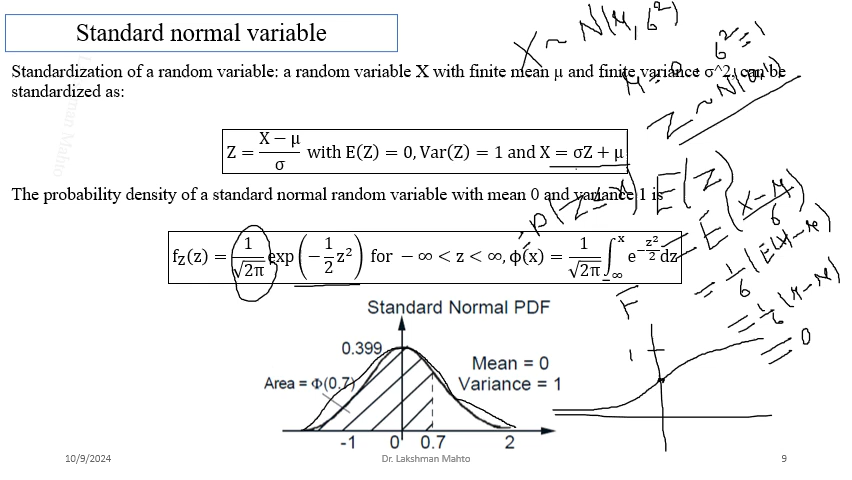 Standard normal variable
X ~ N(μ, σ²)
Standardization of a random variable: a random variable X with finite mean μ and finite variance σ^2, can be
standardized as:
μ = 0
σ² = 1
Z ~ N(0,1)
Z = (X − μ)/σ with E(Z) = 0, Var(Z) = 1 and X = σZ + μ
The probability density of a standard normal random variable with mean 0 and variance 1 is
f_Z(z) = 1/√2π exp(−1/2 z²) for − ∞ < z < ∞, ϕ(x) = 1/√2π ∫_{−∞}^{x} e^{−z²/2} dz
= P(Z ≤ x)
E(Z)
= E(X−μ/σ)
= 1/σ (E(X)−μ)
= 1/σ (μ−μ)
= 0
F
1
Standard Normal PDF
0.399
Mean = 0
Area = Φ(0.7)
Variance = 1
-1 0 0.7 2
10/9/2024 Dr. Lakshman Mahto 9